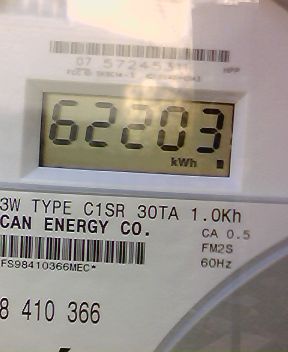 07 5724531
HPP
62203
kWh
3W TYPE C1SR 30TA 1.0Kh
CAN ENERGY CO.
CA 0.5
FM2S
60Hz
FS98410366MEC*
8 410 366